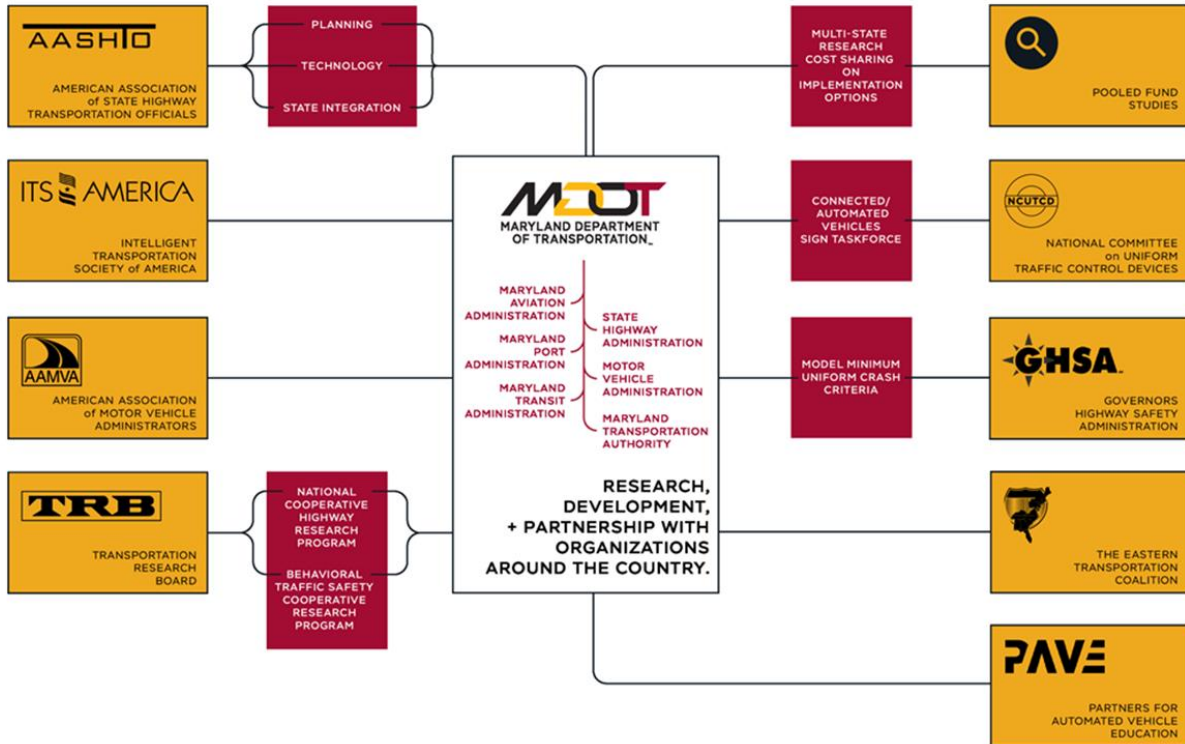 AASHTO
AMERICAN ASSOCIATION
of STATE HIGHWAY
TRANSPORTATION OFFICIALS
PLANNING
TECHNOLOGY
STATE INTEGRATION
ITS AMERICA
INTELLIGENT
TRANSPORTATION
SOCIETY of AMERICA
AAMVA
AMERICAN ASSOCIATION
of MOTOR VEHICLE
ADMINISTRATORS
TRB
TRANSPORTATION
RESEARCH
BOARD
NATIONAL
COOPERATIVE
HIGHWAY
RESEARCH
PROGRAM
BEHAVIORAL
TRAFFIC SAFETY
COOPERATIVE
RESEARCH
PROGRAM
MDOT
MARYLAND DEPARTMENT
OF TRANSPORTATION_
MARYLAND
AVIATION
ADMINISTRATION
STATE
HIGHWAY
ADMINISTRATION
MARYLAND
PORT
ADMINISTRATION
MOTOR
VEHICLE
ADMINISTRATION
MARYLAND
TRANSIT
ADMINISTRATION
MARYLAND
TRANSPORTATION
AUTHORITY
RESEARCH,
DEVELOPMENT,
+ PARTNERSHIP WITH
ORGANIZATIONS
AROUND THE COUNTRY.
MULTI-STATE
RESEARCH
COST SHARING
ON
IMPLEMENTATION
OPTIONS
POOLED FUND
STUDIES
CONNECTED/
AUTOMATED
VEHICLES
SIGN TASKFORCE
NCUTCD
NATIONAL COMMITTEE
on UNIFORM
TRAFFIC CONTROL DEVICES
MODEL MINIMUM
UNIFORM CRASH
CRITERIA
GHSA
GOVERNORS
HIGHWAY SAFETY
ADMINISTRATION
THE EASTERN
TRANSPORTATION
COALITION
PAVE
PARTNERS FOR
AUTOMATED VEHICLE
EDUCATION